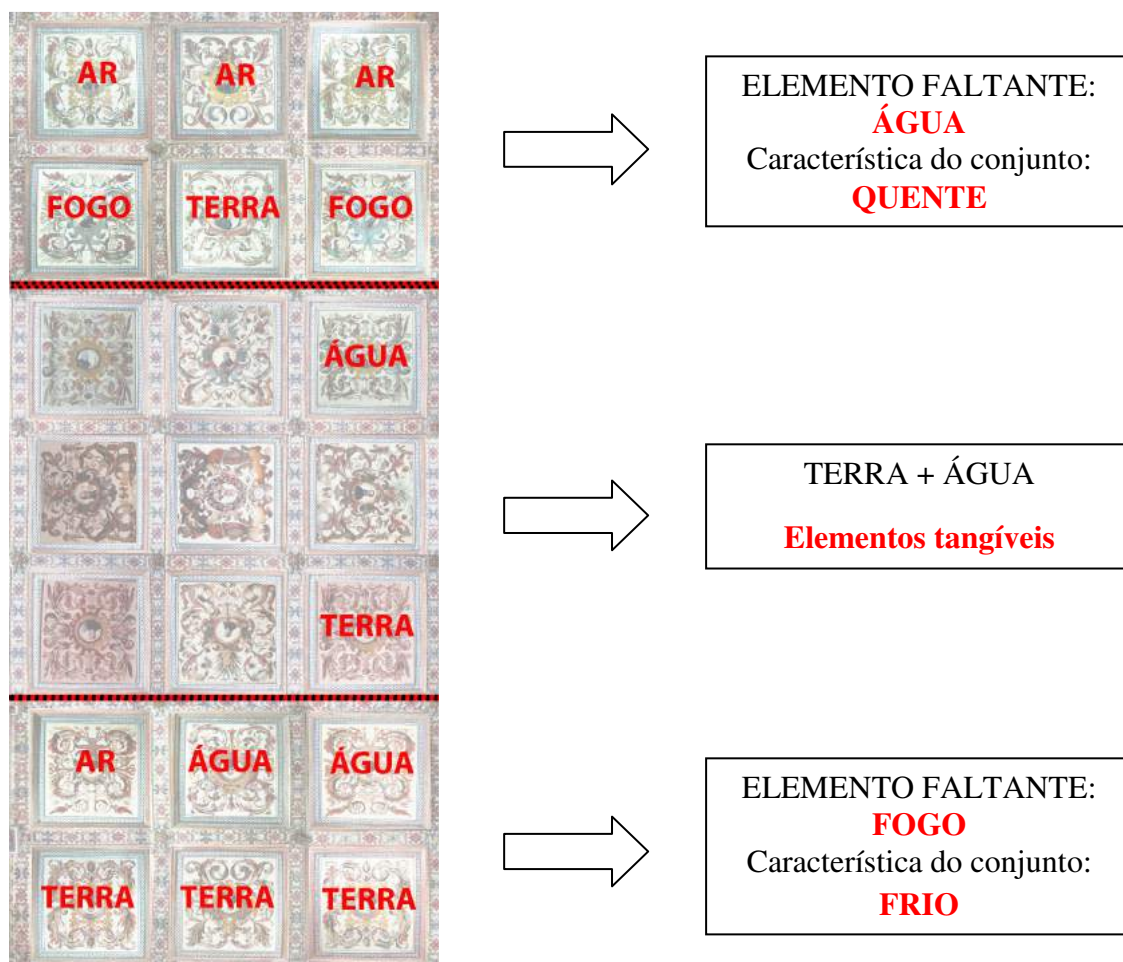 AR AR AR
FOGO TERRA FOGO
ELEMENTO FALTANTE:
ÁGUA
Característica do conjunto:
QUENTE
ÁGUA
TERRA
TERRA + ÁGUA
Elementos tangíveis
AR ÁGUA ÁGUA
TERRA TERRA TERRA
ELEMENTO FALTANTE:
FOGO
Característica do conjunto:
FRIO